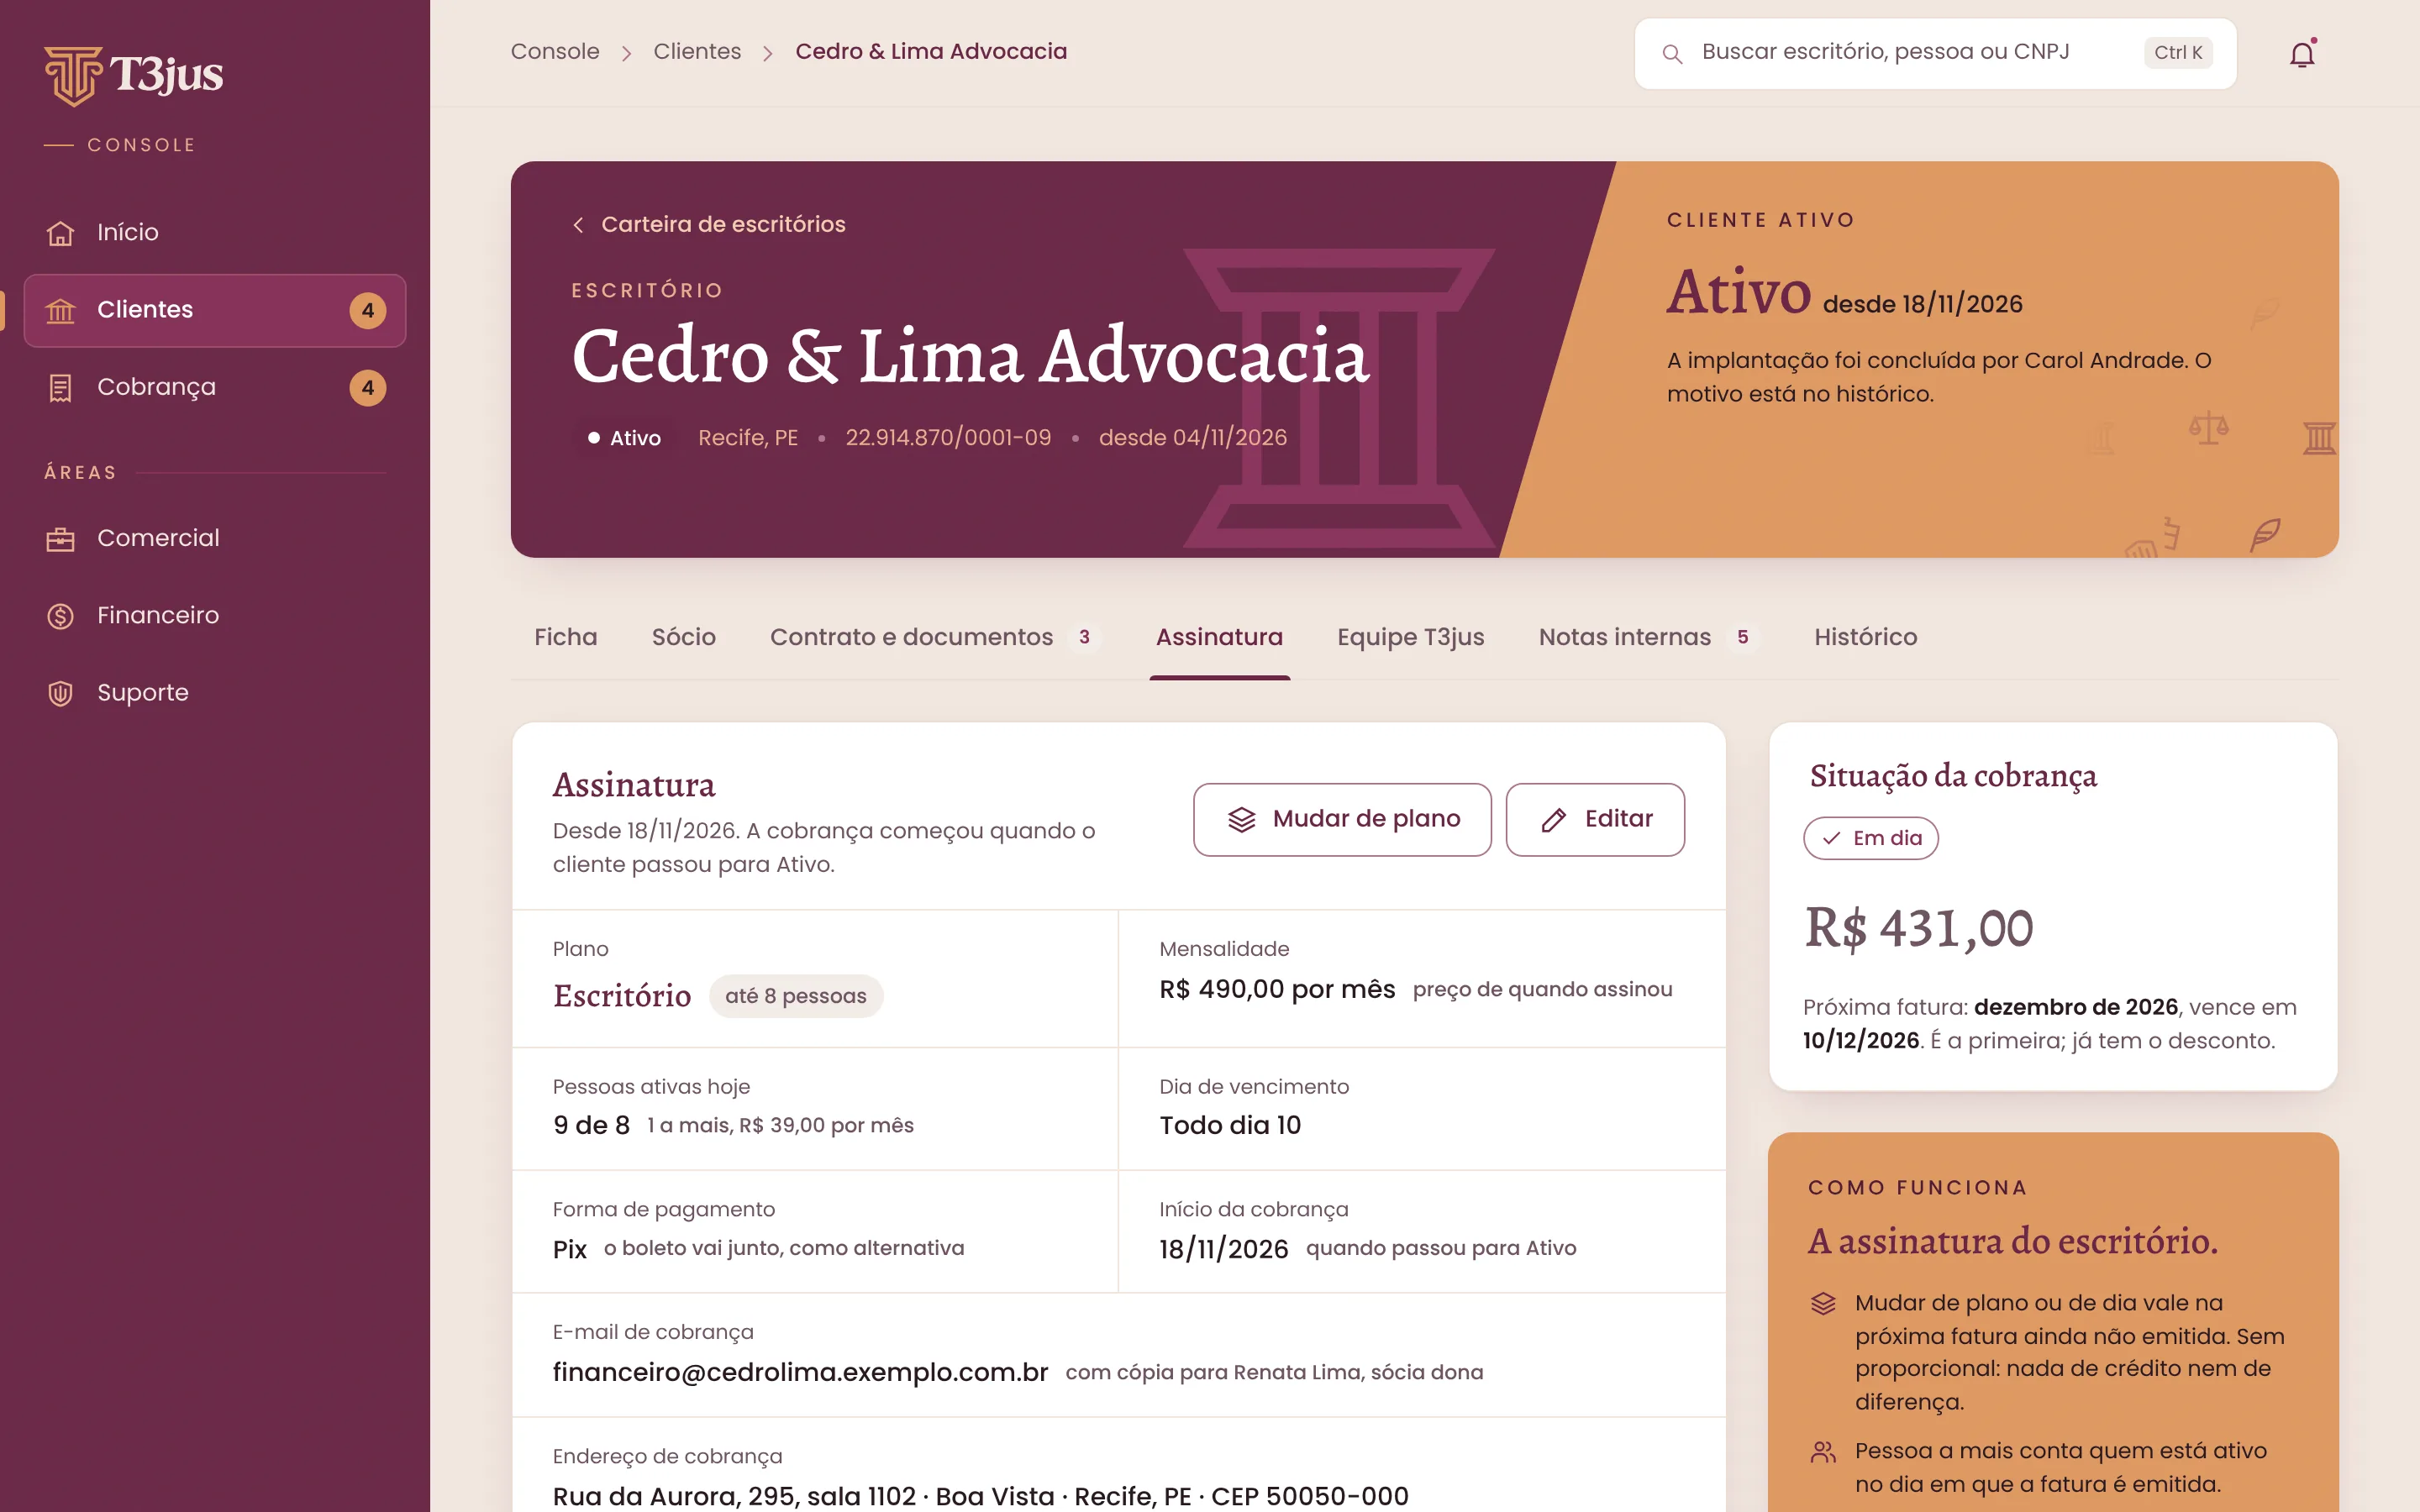 T3jus
CONSOLE
Início
Clientes 4
Cobrança 4
ÁREAS
Comercial
Financeiro
Suporte
Console > Clientes > Cedro & Lima Advocacia
Buscar escritório, pessoa ou CNPJ Ctrl K
Carteira de escritórios
ESCRITÓRIO
Cedro & Lima Advocacia
Ativo Recife, PE • 22.914.870/0001-09 • desde 04/11/2026
CLIENTE ATIVO
Ativo desde 18/11/2026
A implantação foi concluída por Carol Andrade. O
motivo está no histórico.
Ficha Sócio Contrato e documentos 3 Assinatura Equipe T3jus Notas internas 5 Histórico
Assinatura
Desde 18/11/2026. A cobrança começou quando o
cliente passou para Ativo.
Mudar de plano
Editar
Plano
Escritório até 8 pessoas
Mensalidade
R$ 490,00 por mês preço de quando assinou
Pessoas ativas hoje
9 de 8 1 a mais, R$ 39,00 por mês
Dia de vencimento
Todo dia 10
Forma de pagamento
Pix o boleto vai junto, como alternativa
Início da cobrança
18/11/2026 quando passou para Ativo
E-mail de cobrança
financeiro@cedrolima.exemplo.com.br com cópia para Renata Lima, sócia dona
Endereço de cobrança
Rua da Aurora, 295, sala 1102 · Boa Vista · Recife, PE · CEP 50050-000
Situação da cobrança
Em dia
R$ 431,00
Próxima fatura: dezembro de 2026, vence em
10/12/2026. É a primeira; já tem o desconto.
COMO FUNCIONA
A assinatura do escritório.
Mudar de plano ou de dia vale na
próxima fatura ainda não emitida. Sem
proporcional: nada de crédito nem de
diferença.
Pessoa a mais conta quem está ativo
no dia em que a fatura é emitida.